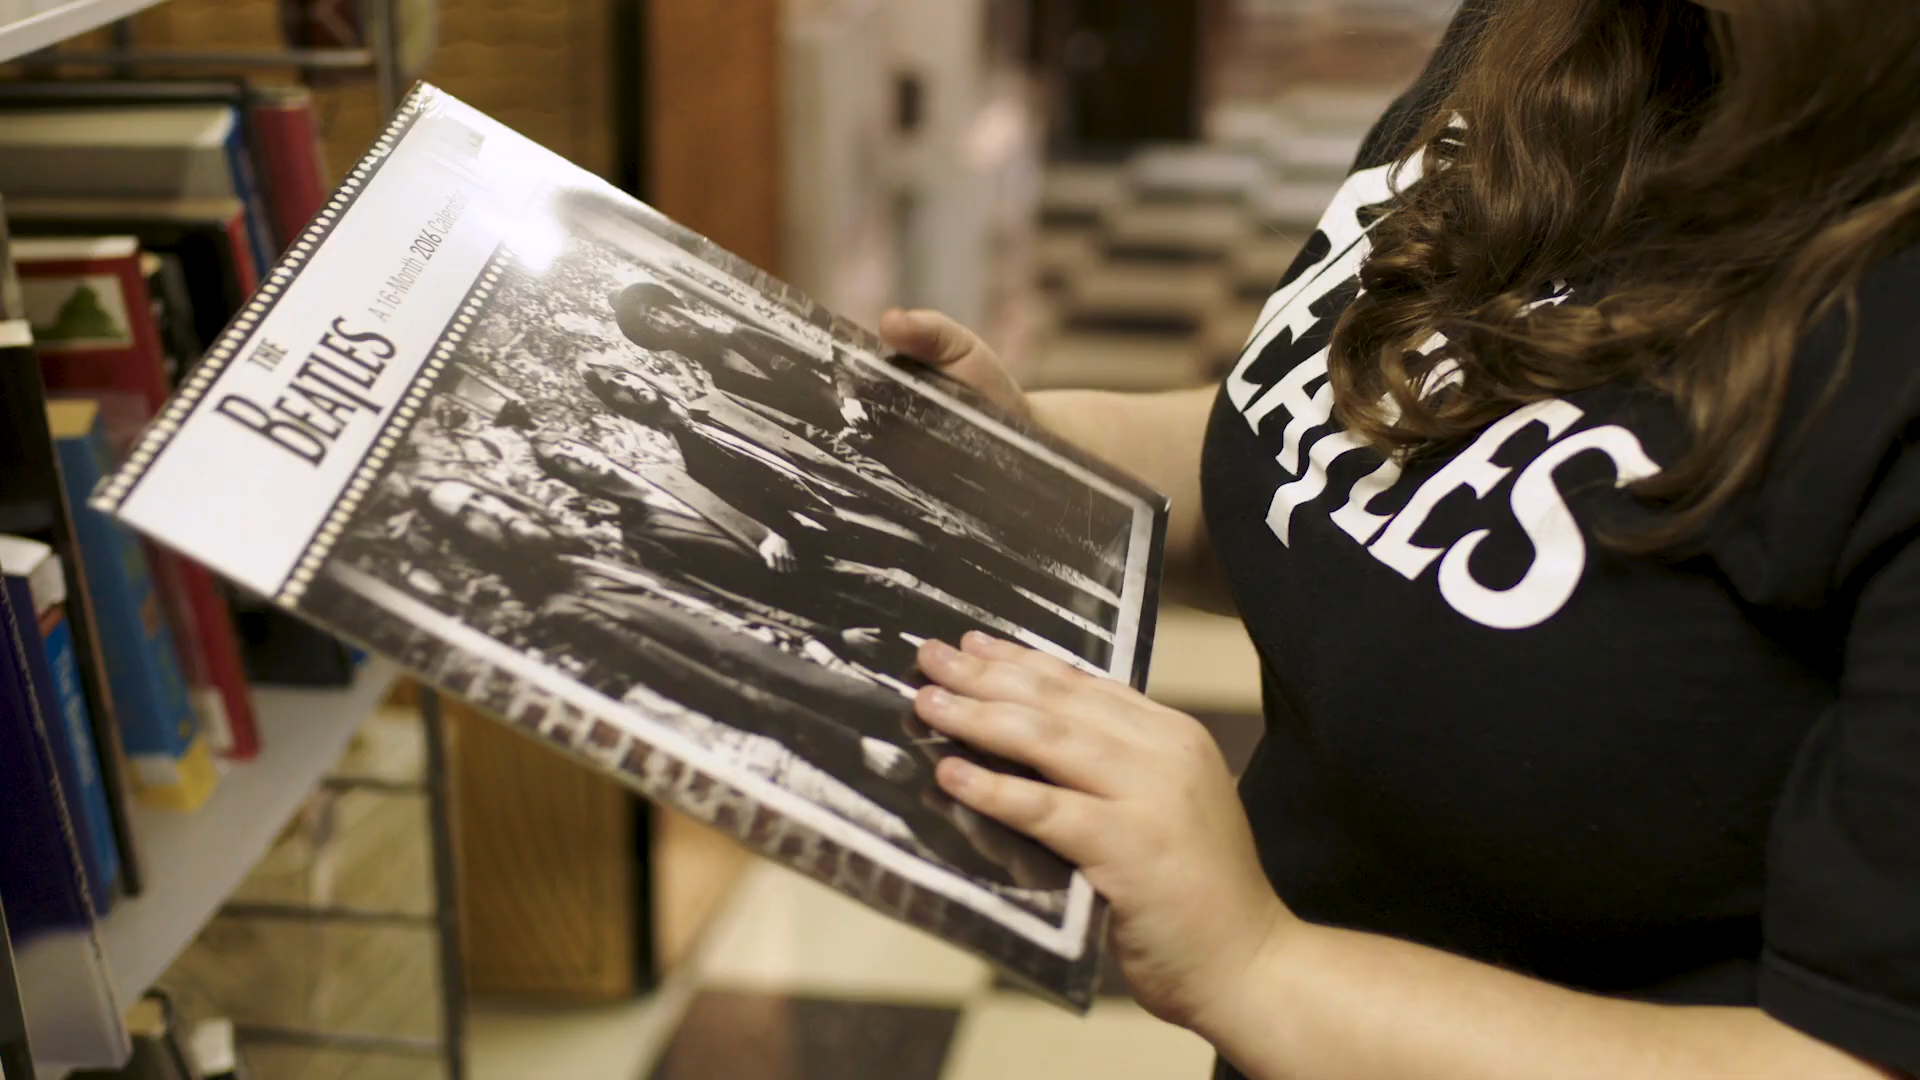 THE
BEATLES
A 16-Month 2016 Calendar
BEATLES